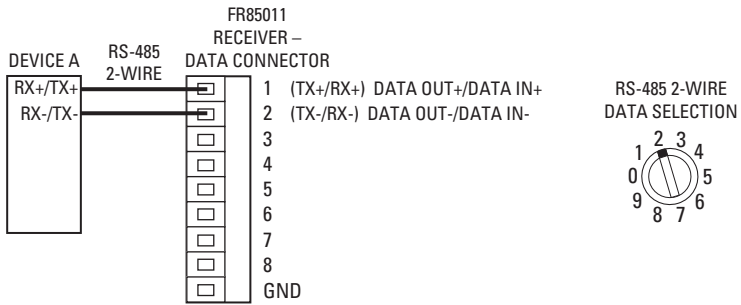 FR85011
RECEIVER –
DATA CONNECTOR
DEVICE A
RS-485
2-WIRE
RX+/TX+
RX-/TX-
1 (TX+/RX+) DATA OUT+/DATA IN+
2 (TX-/RX-) DATA OUT-/DATA IN-
3
4
5
6
7
8
GND
RS-485 2-WIRE
DATA SELECTION
0 1 2 3 4 5 6 7 8 9